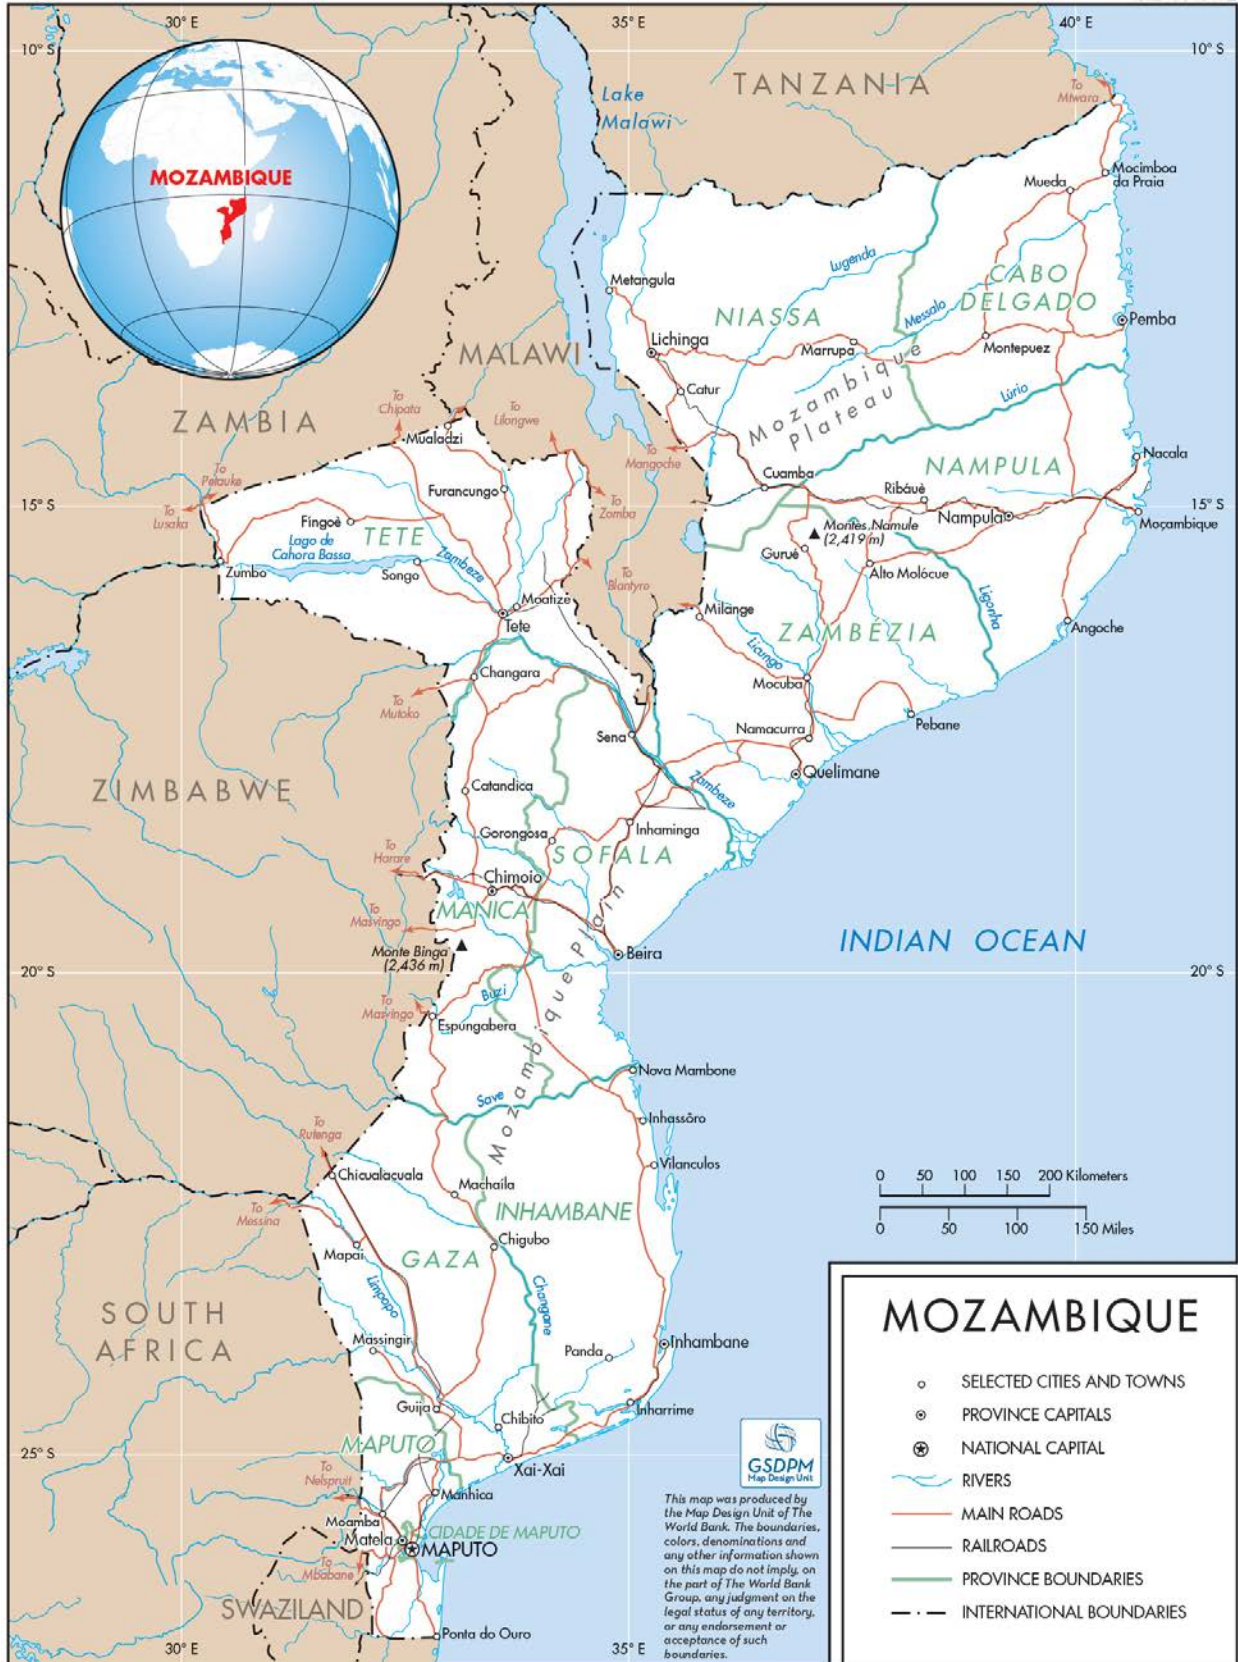 30° E
35° E
40° E
10° S
10° S
TANZANIA
To
Mtwara
Lake
Malawi
MOZAMBIQUE
Mocimboa
da Praia
Mueda
Lugenda
CABO
DELGADO
Metangula
NIASSA
Messalo
Pemba
Lichinga
Marrupa
Montepuez
MALAWI
Catur
Mozambique
Plateau
Lúrio
ZAMBIA
To
Chipata
To
Lilongwe
Mualadzi
To
Mangoche
Nacala
To
Petauke
Cuamba
NAMPULA
Furancungo
Ribáuè
To
Lusaka
To
Zomba
15° S
15° S
Fingoè
TETE
Nampula
Moçambique
Montes Namule
(2,419 m)
Lago de
Cahora Bassa
Zambeze
Gurué
Zumbo
Songo
To
Blantyro
Alto Molócue
Ligonha
Moatize
Milange
Tete
ZAMBÉZIA
Angoche
Licungo
Changara
Mocuba
To
Mutoko
Sena
Namacurra
Pebane
ZIMBABWE
Quelimane
Zambeze
Catandica
Inhaminga
Gorongosa
SOFALA
To
Harare
Chimoio
MANICA
To
Masvingo
Monte Binga
(2,436 m)
Beira
INDIAN OCEAN
20° S
20° S
To
Masvingo
Buzi
Espungabera
Mozambique Plain
Nova Mambone
Save
Inhassôro
To
Rutenga
Vilanculos
Chicualacuala
Machaíla
0 50 100 150 200 Kilometers
0 50 100 150 Miles
To
Messina
INHAMBANE
Mapai
GAZA
Chigubo
Limpopo
Changane
SOUTH
AFRICA
Massingir
Panda
Inhambane
Guija
Chibito
Inharrime
MAPUTO
25° S
Xai-Xai
To
Nelspruit
Manhica
Moamba
CIDADE DE MAPUTO
Matela
MAPUTO
To
Mbabane
SWAZILAND
Ponta do Ouro
30° E
35° E
GSDPM
Map Design Unit
This map was produced by
the Map Design Unit of The
World Bank. The boundaries,
colors, denominations and
any other information shown
on this map do not imply, on
the part of The World Bank
Group, any judgment on the
legal status of any territory,
or any endorsement or
acceptance of such
boundaries.
MOZAMBIQUE
SELECTED CITIES AND TOWNS
PROVINCE CAPITALS
NATIONAL CAPITAL
RIVERS
MAIN ROADS
RAILROADS
PROVINCE BOUNDARIES
INTERNATIONAL BOUNDARIES